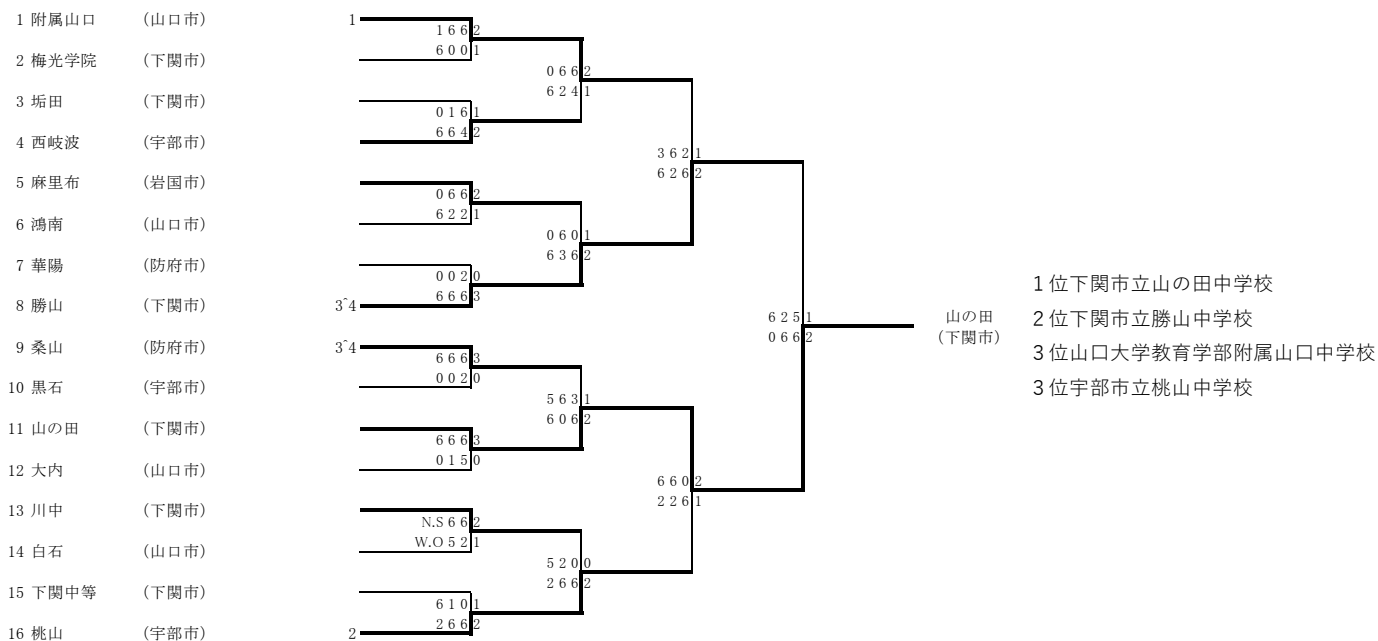 1 附属山口 (山口市) 1
1 6 6 2
6 0 0 1
2 梅光学院 (下関市)
0 6 6 2
6 2 4 1
3 垢田 (下関市)
0 1 6 1
6 6 4 2
4 西岐波 (宇部市)
3 6 2 1
6 2 6 2
5 麻里布 (岩国市)
0 6 6 2
6 2 2 1
6 鴻南 (山口市)
0 6 0 1
6 3 6 2
7 華陽 (防府市)
0 0 2 0
6 6 6 3
8 勝山 (下関市) 3^4
6 2 5 1
0 6 6 2
山の田
(下関市)
1位下関市立山の田中学校
2位下関市立勝山中学校
3位山口大学教育学部附属山口中学校
3位宇部市立桃山中学校
9 桑山 (防府市) 3^4
6 6 6 3
0 0 2 0
10 黒石 (宇部市)
5 6 3 1
6 0 6 2
11 山の田 (下関市)
6 6 6 3
0 1 5 0
12 大内 (山口市)
6 6 0 2
2 2 6 1
13 川中 (下関市)
N.S 6 6 2
W.O 5 2 1
14 白石 (山口市)
5 2 0 0
2 6 6 2
15 下関中等 (下関市)
6 1 0 1
2 6 6 2
16 桃山 (宇部市) 2